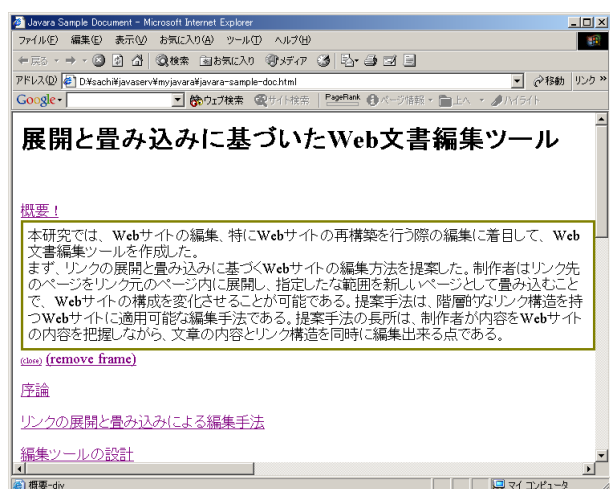 Javara Sample Document - Microsoft Internet Explorer
ファイル(F) 編集(E) 表示(V) お気に入り(A) ツール(T) ヘルプ(H)
戻る 検索 お気に入り メディア
アドレス(D) D:¥sachi¥javaserv¥myjavara¥javara-sample-doc.html 移動 リンク »
Google ウェブ検索 サイト検索 PageRank ページ情報 上へ ハイライト
展開と畳み込みに基づいたWeb文書編集ツール
概要！
本研究では、Webサイトの編集、特にWebサイトの再構築を行う際の編集に着目して、Web
文書編集ツールを作成した。
まず、リンクの展開と畳み込みに基づくWebサイトの編集方法を提案した。制作者はリンク先
のページをリンク元のページ内に展開し、指定したな範囲を新しいページとして畳み込むこと
で、Webサイトの構成を変化させることが可能である。提案手法は、階層的なリンク構造を持
つWebサイトに適用可能な編集手法である。提案手法の長所は、制作者が内容をWebサイト
の内容を把握しながら、文章の内容とリンク構造を同時に編集出来る点である。
(close) (remove frame)
序論
リンクの展開と畳み込みによる編集手法
編集ツールの設計
概要-div マイ コンピュータ